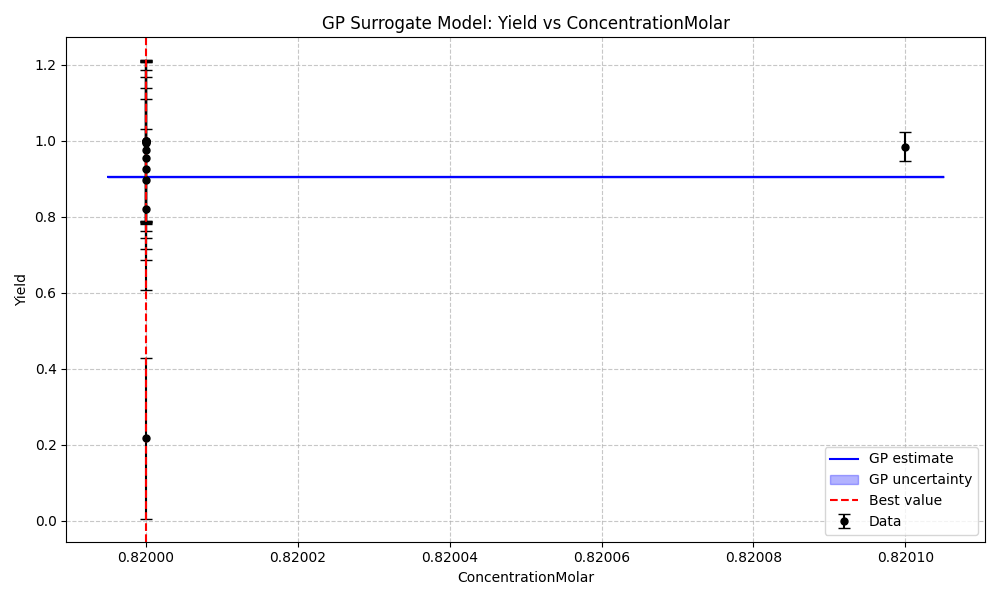 GP Surrogate Model: Yield vs ConcentrationMolar
Yield
1.2
1.0
0.8
0.6
0.4
0.2
0.0
GP estimate
GP uncertainty
Best value
Data
0.82000 0.82002 0.82004 0.82006 0.82008 0.82010
ConcentrationMolar